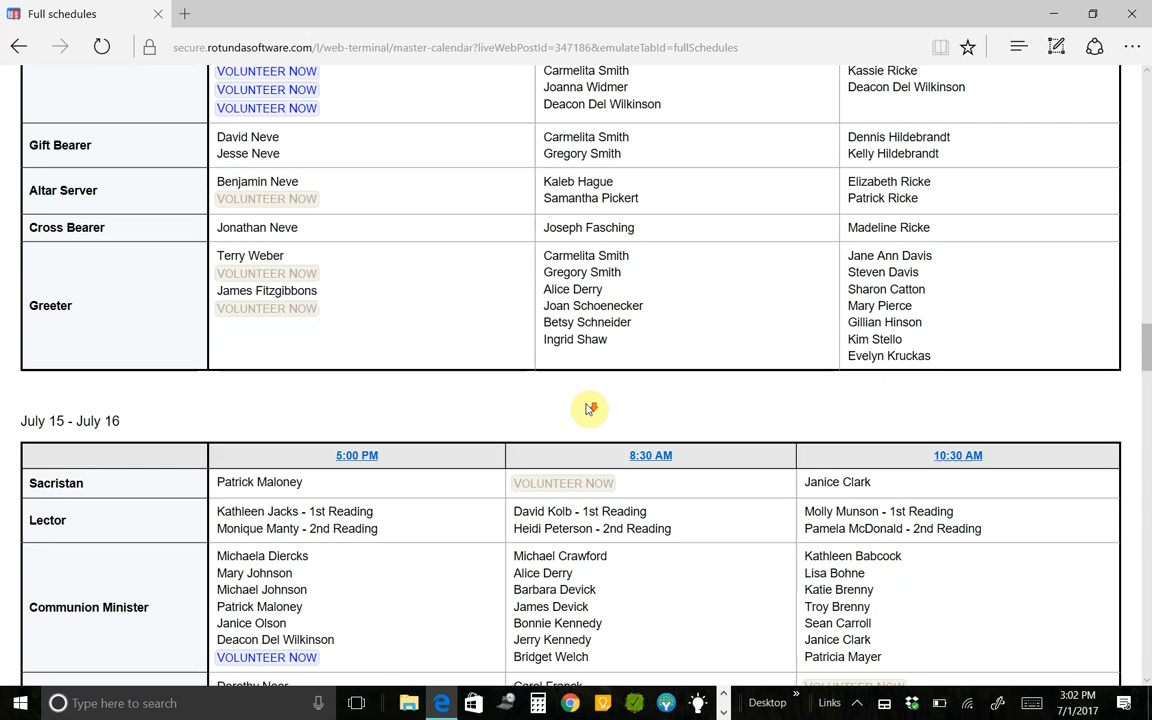 Full schedules
secure.rotundasoftware.com/l/web-terminal/master-calendar?liveWebPostId=347186&emulateTabId=fullSchedules
VOLUNTEER NOW Carmelita Smith Kassie Ricke
VOLUNTEER NOW Joanna Widmer Deacon Del Wilkinson
VOLUNTEER NOW Deacon Del Wilkinson
Gift Bearer
David Neve Carmelita Smith Dennis Hildebrandt
Jesse Neve Gregory Smith Kelly Hildebrandt
Altar Server
Benjamin Neve Kaleb Hague Elizabeth Ricke
VOLUNTEER NOW Samantha Pickert Patrick Ricke
Cross Bearer Jonathan Neve Joseph Fasching Madeline Ricke
Greeter
Terry Weber Carmelita Smith Jane Ann Davis
VOLUNTEER NOW Gregory Smith Steven Davis
James Fitzgibbons Alice Derry Sharon Catton
VOLUNTEER NOW Joan Schoenecker Mary Pierce
Betsy Schneider Gillian Hinson
Ingrid Shaw Kim Stello
Evelyn Kruckas
July 15 - July 16
5:00 PM 8:30 AM 10:30 AM
Sacristan Patrick Maloney VOLUNTEER NOW Janice Clark
Lector
Kathleen Jacks - 1st Reading David Kolb - 1st Reading Molly Munson - 1st Reading
Monique Manty - 2nd Reading Heidi Peterson - 2nd Reading Pamela McDonald - 2nd Reading
Communion Minister
Michaela Diercks Michael Crawford Kathleen Babcock
Mary Johnson Alice Derry Lisa Bohne
Michael Johnson Barbara Devick Katie Brenny
Patrick Maloney James Devick Troy Brenny
Janice Olson Bonnie Kennedy Sean Carroll
Deacon Del Wilkinson Jerry Kennedy Janice Clark
VOLUNTEER NOW Bridget Welch Patricia Mayer
Type here to search
Desktop
Links
3:02 PM
7/1/2017